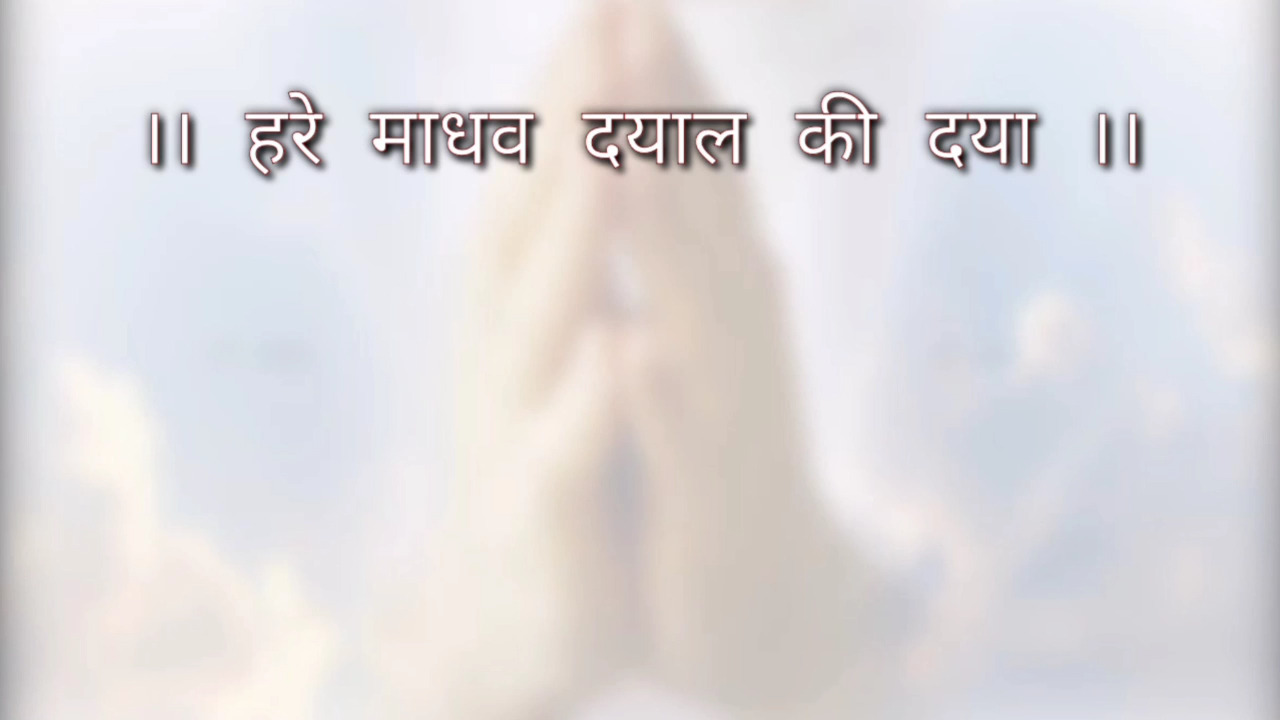 ।। हरे माधव दयाल की दया ।।